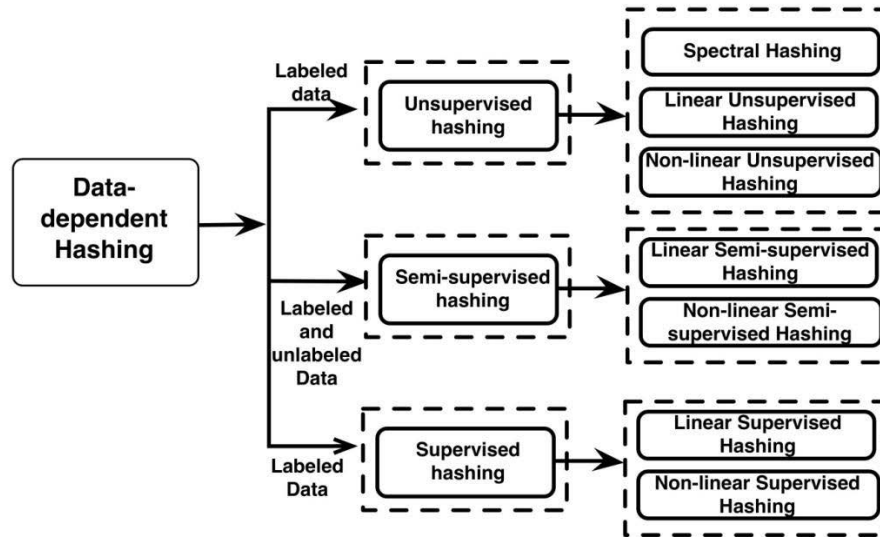 Data-
dependent
Hashing
Labeled
data
Unsupervised
hashing
Spectral Hashing
Linear Unsupervised
Hashing
Non-linear Unsupervised
Hashing
Labeled
and
unlabeled
Data
Semi-supervised
hashing
Linear Semi-supervised
Hashing
Non-linear Semi-
supervised Hashing
Labeled
Data
Supervised
hashing
Linear Supervised
Hashing
Non-linear Supervised
Hashing